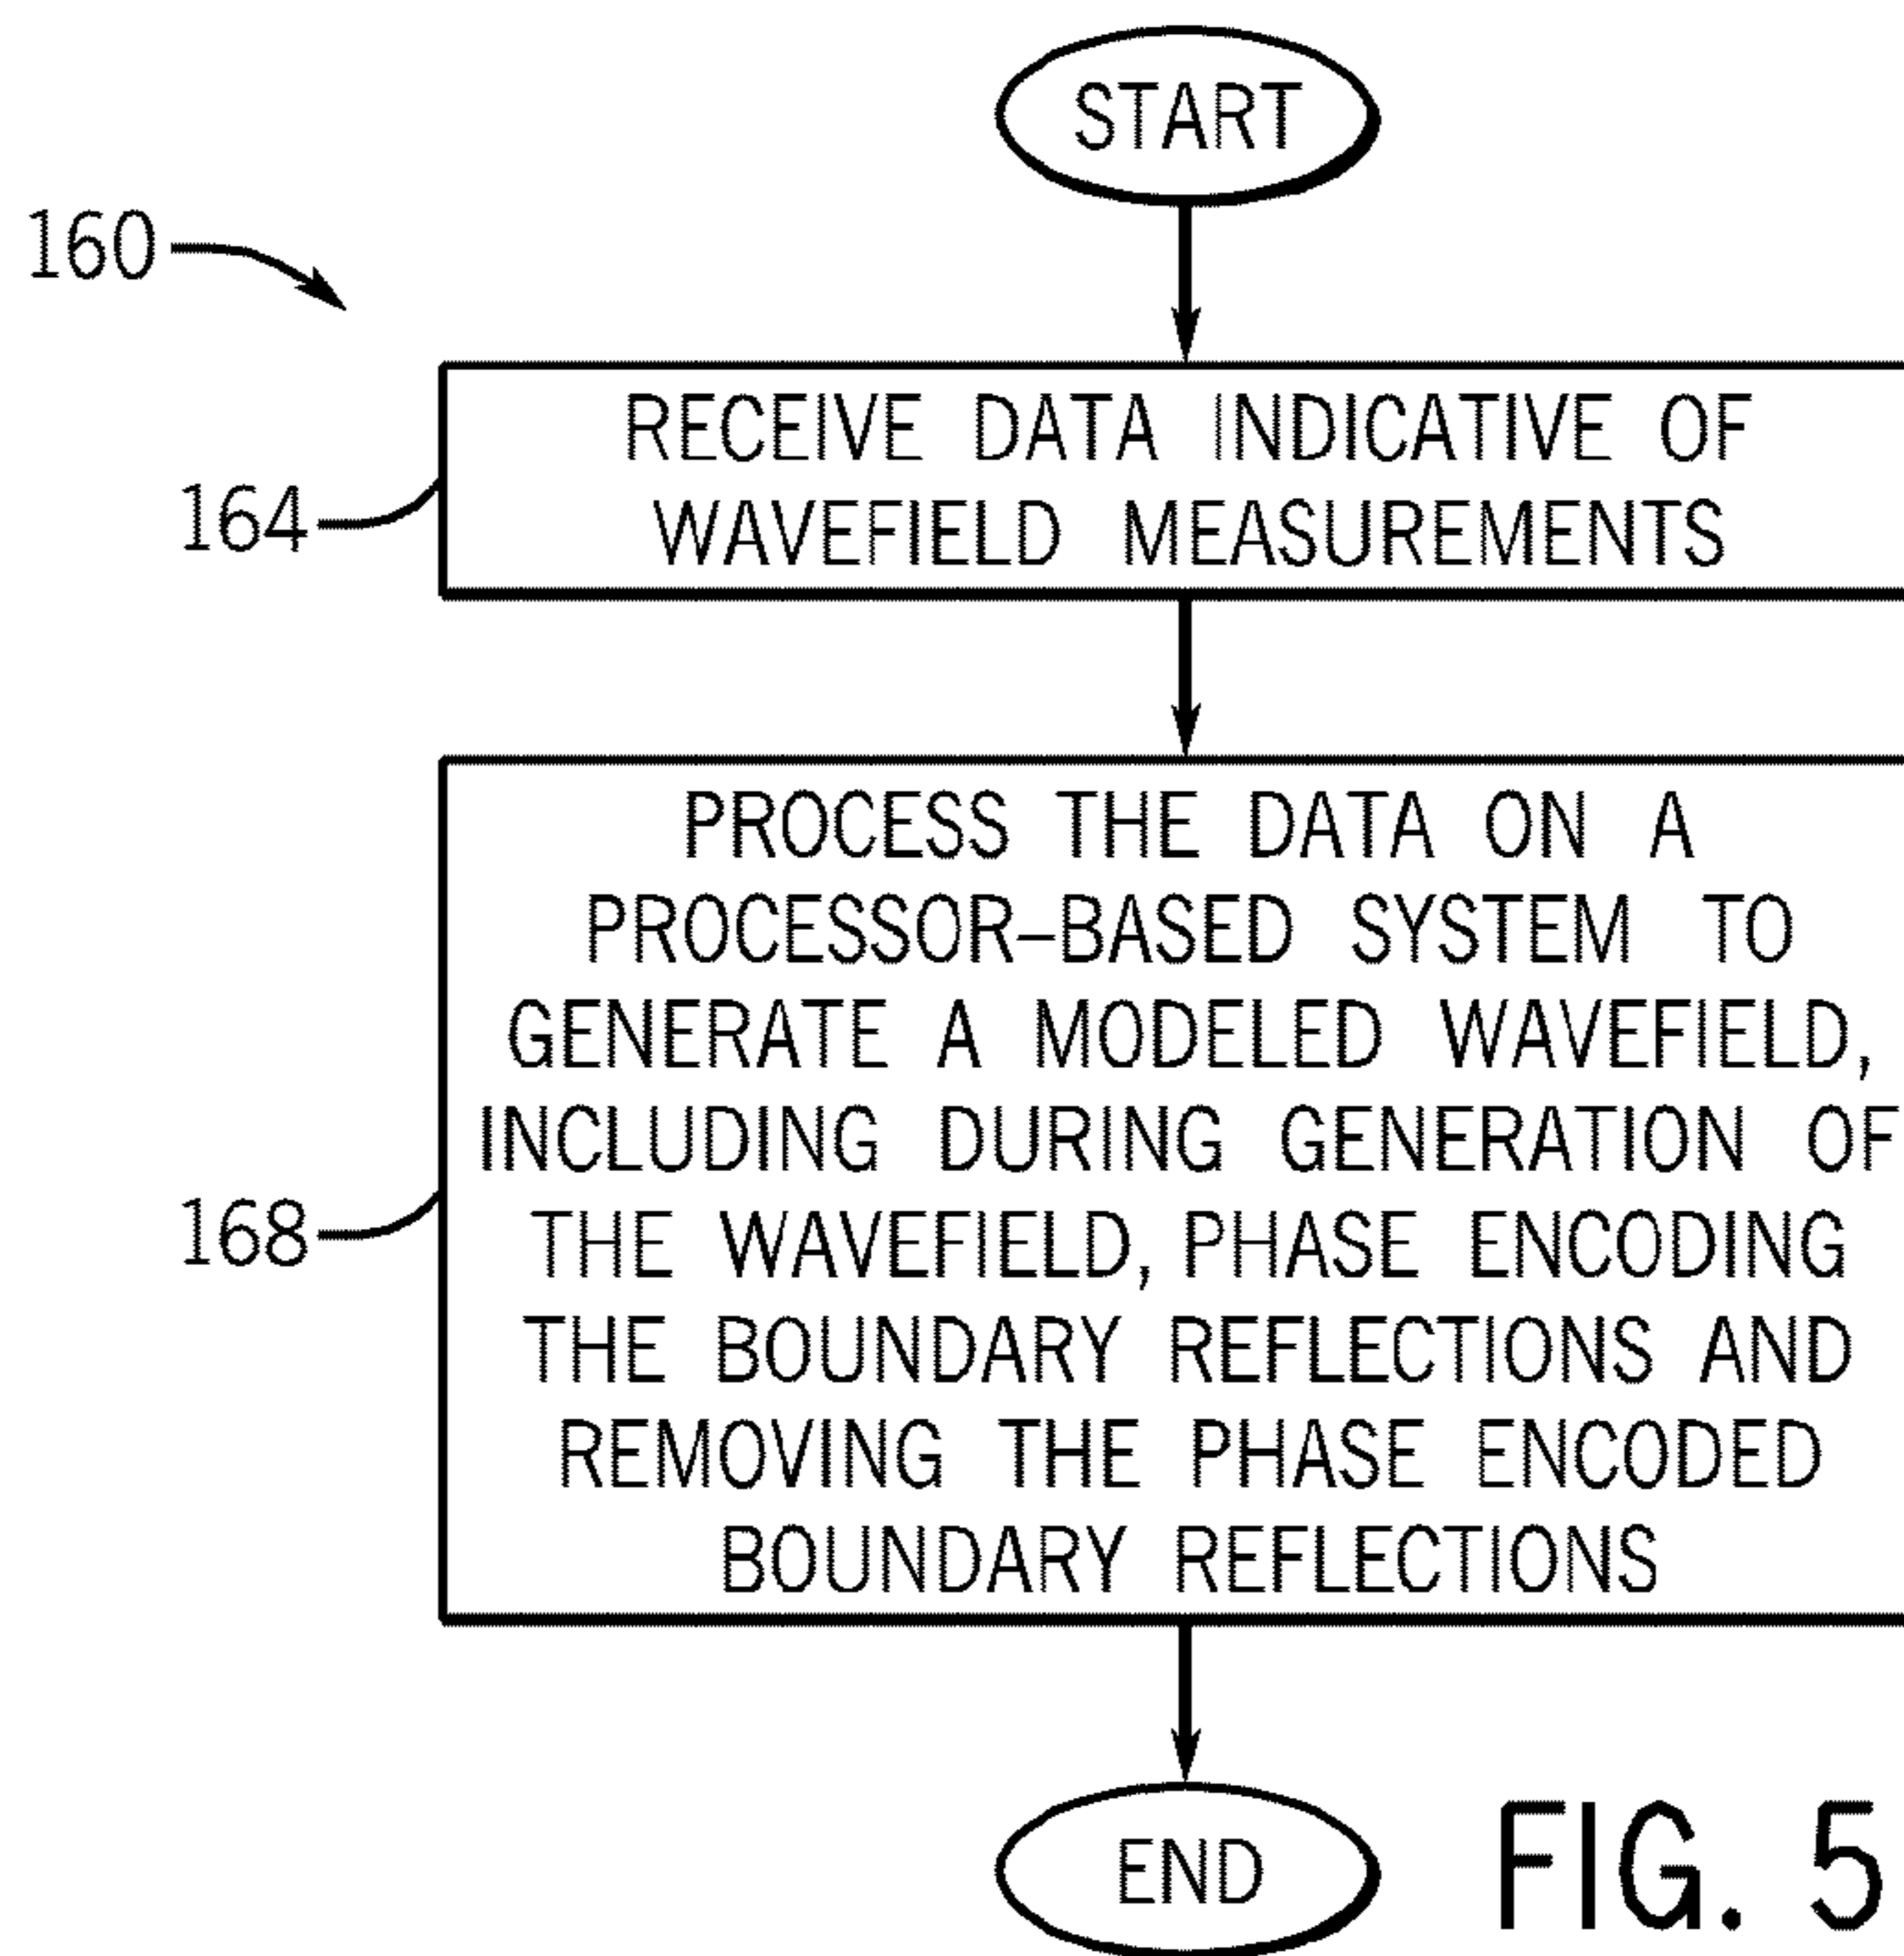 START
160
RECEIVE DATA INDICATIVE OF
WAVEFIELD MEASUREMENTS
164
PROCESS THE DATA ON A
PROCESSOR-BASED SYSTEM TO
GENERATE A MODELED WAVEFIELD,
INCLUDING DURING GENERATION OF
THE WAVEFIELD, PHASE ENCODING
THE BOUNDARY REFLECTIONS AND
REMOVING THE PHASE ENCODED
BOUNDARY REFLECTIONS
168
END
FIG. 5